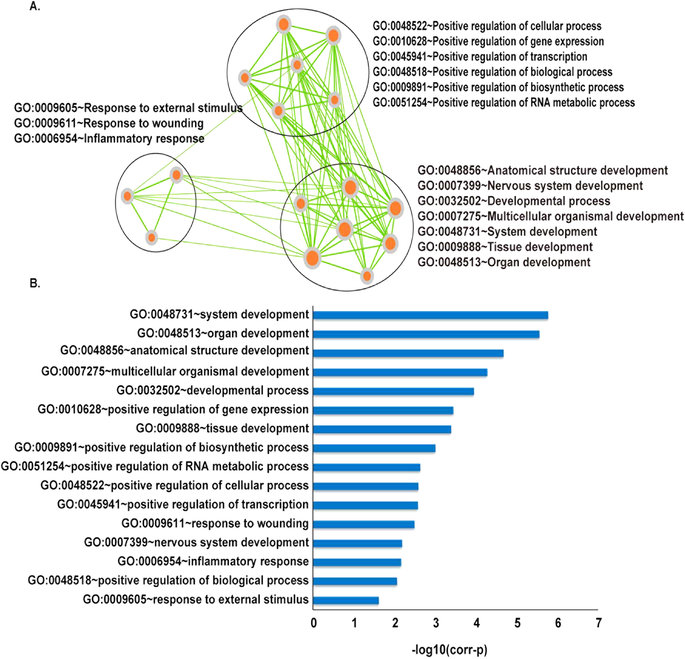 A.
GO:0048522~Positive regulation of cellular process
GO:0010628~Positive regulation of gene expression
GO:0045941~Positive regulation of transcription
GO:0048518~Positive regulation of biological process
GO:0009891~Positive regulation of biosynthetic process
GO:0051254~Positive regulation of RNA metabolic process
GO:0009605~Response to external stimulus
GO:0009611~Response to wounding
GO:0006954~Inflammatory response
GO:0048856~Anatomical structure development
GO:0007399~Nervous system development
GO:0032502~Developmental process
GO:0007275~Multicellular organismal development
GO:0048731~System development
GO:0009888~Tissue development
GO:0048513~Organ development
B.
GO:0048731~system development
GO:0048513~organ development
GO:0048856~anatomical structure development
GO:0007275~multicellular organismal development
GO:0032502~developmental process
GO:0010628~positive regulation of gene expression
GO:0009888~tissue development
GO:0009891~positive regulation of biosynthetic process
GO:0051254~positive regulation of RNA metabolic process
GO:0048522~positive regulation of cellular process
GO:0045941~positive regulation of transcription
GO:0009611~response to wounding
GO:0007399~nervous system development
GO:0006954~inflammatory response
GO:0048518~positive regulation of biological process
GO:0009605~response to external stimulus
0 1 2 3 4 5 6 7
-log10(corr-p)